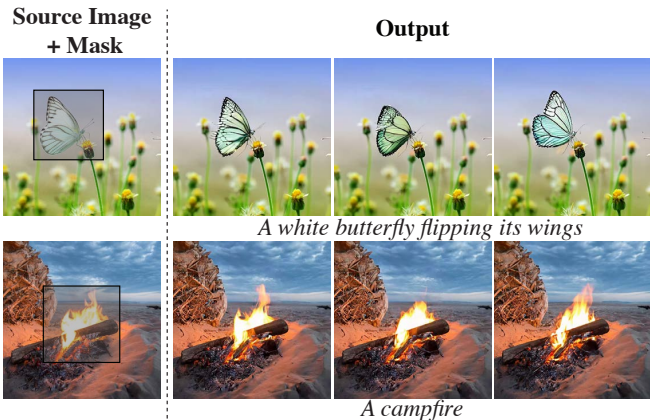 Source Image
+ Mask
Output
A white butterfly flipping its wings
A campfire